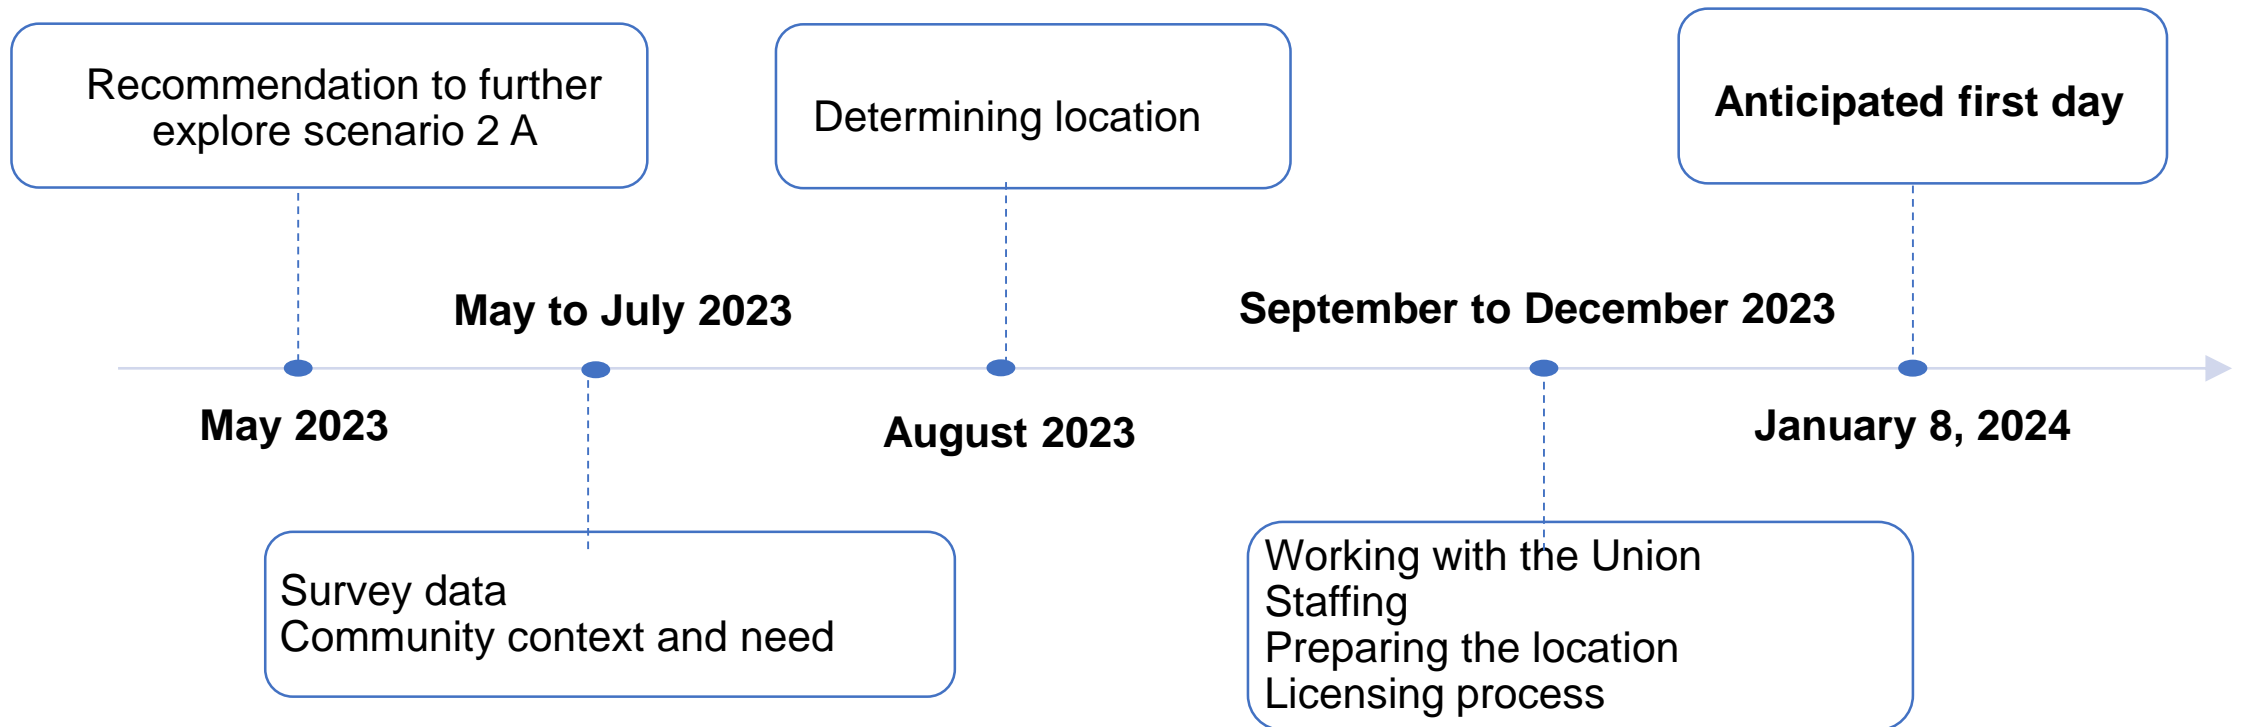 Recommendation to further
explore scenario 2 A
Determining location
Anticipated first day
May to July 2023
September to December 2023
May 2023
August 2023
January 8, 2024
Survey data
Community context and need
Working with the Union
Staffing
Preparing the location
Licensing process